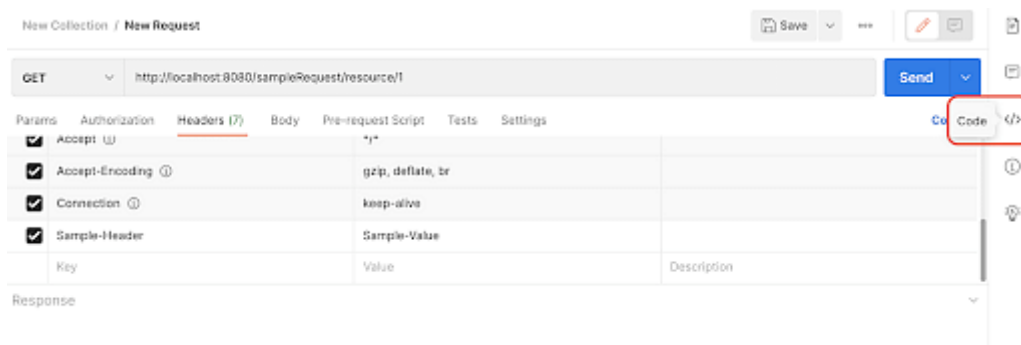 New Collection / New Request Save
GET http://localhost:8080/sampleRequest/resource/1 Send
Params Authorization Headers (7) Body Pre-request Script Tests Settings Co Code
Accept */*
Accept-Encoding gzip, deflate, br
Connection keep-alive
Sample-Header Sample-Value
Key Value Description
Response